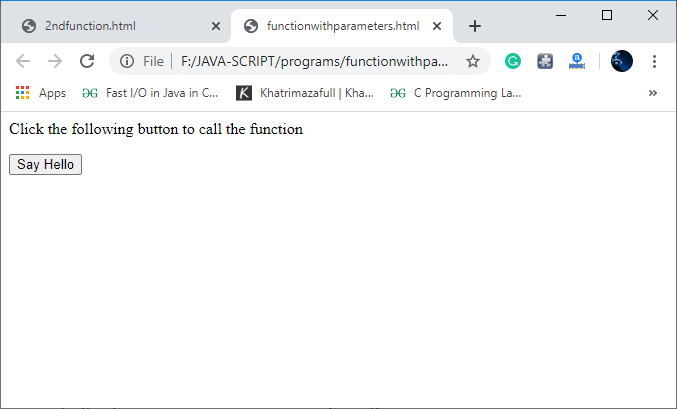 2ndfunction.html
functionwithparameters.html
File
F:/JAVA-SCRIPT/programs/functionwithpa...
Apps
Fast I/O in Java in C...
Khatrimazafull | Kha...
C Programming La...
Click the following button to call the function
Say Hello